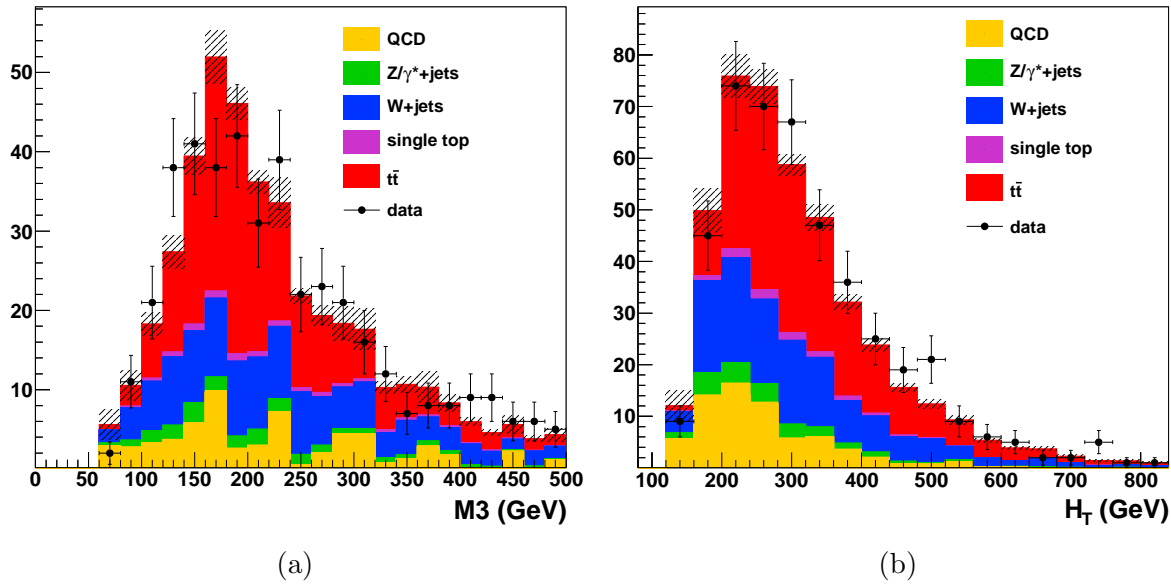 50
40
30
20
10
0 50 100 150 200 250 300 350 400 450 500
M3 (GeV)
QCD
Z/γ*+jets
W+jets
single top
tt̄
data
(a)
80
70
60
50
40
30
20
10
100 200 300 400 500 600 700 800
H_T (GeV)
QCD
Z/γ*+jets
W+jets
single top
tt̄
data
(b)